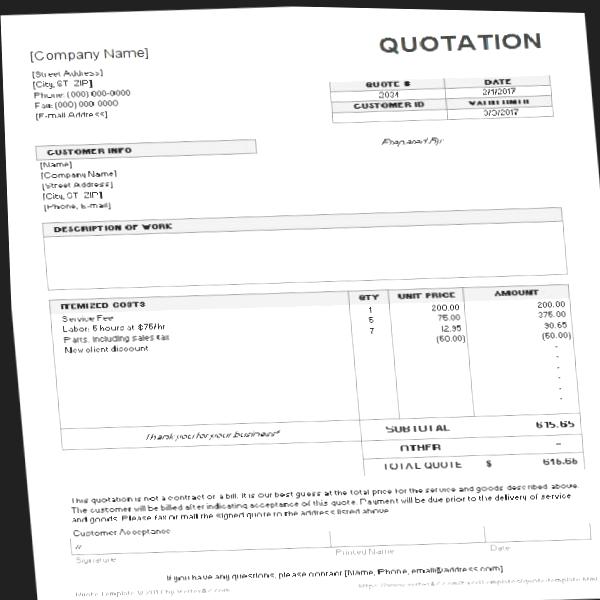 [Company Name]
QUOTATION
[Street Address]
[City, ST ZIP]
Phone: (000) 000-0000
Fax: (000) 000-0000
[E-mail Address]
QUOTE # DATE
2034 2/1/2017
CUSTOMER ID VALID UNTIL
3/3/2017
Prepared By:
CUSTOMER INFO
[Name]
[Company Name]
[Street Address]
[City, ST ZIP]
[Phone, E-mail]
DESCRIPTION OF WORK
ITEMIZED COSTS QTY UNIT PRICE AMOUNT
Service Fee 1 200.00 200.00
Labor: 5 hours at $75/hr 5 75.00 375.00
Parts, including sales tax 7 12.95 90.65
New client discount (50.00) (50.00)
-
-
-
-
-
-
Thank you for your business!
SUBTOTAL 615.65
OTHER -
TOTAL QUOTE $ 615.65
This quotation is not a contract or a bill. It is our best guess at the total price for the service and goods described above.
The customer will be billed after indicating acceptance of this quote. Payment will be due prior to the delivery of service
and goods. Please fax or mail the signed quote to the address listed above.
Customer Acceptance
Signature Printed Name Date
If you have any questions, please contact [Name, Phone, email@address.com]
Quote Template © 2017 by Vertex42.com